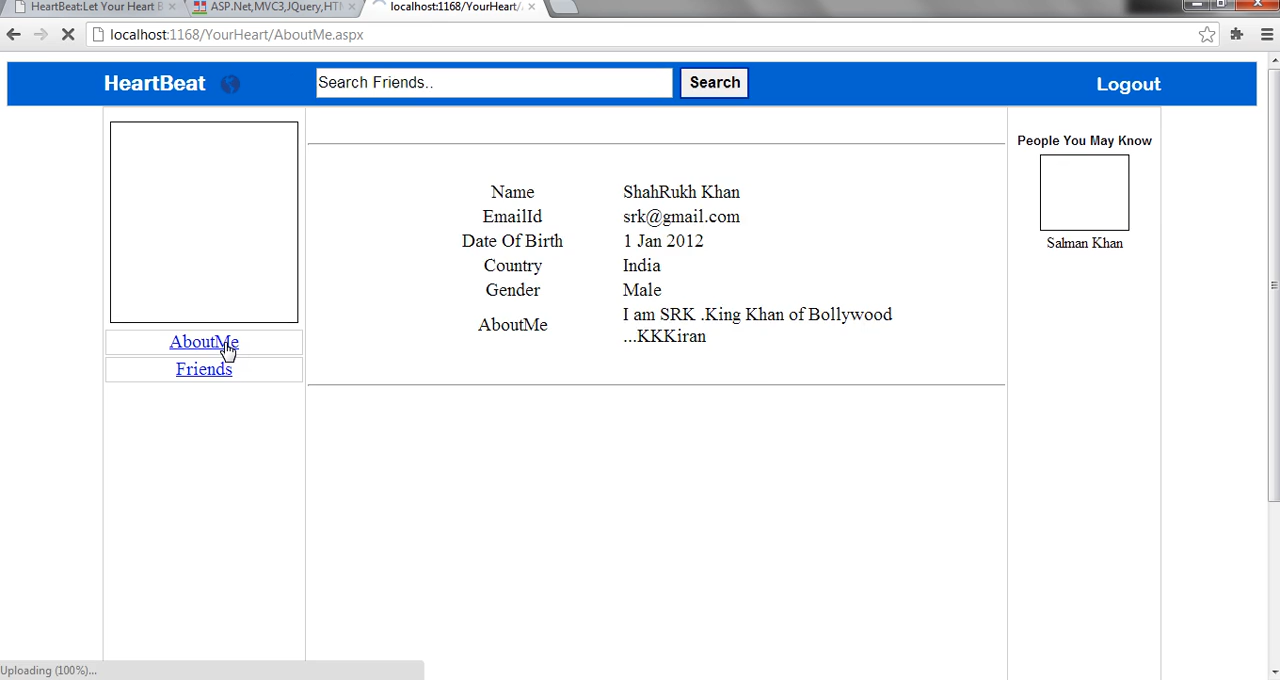 HeartBeat:Let Your Heart B
ASP.Net,MVC3,JQuery,HT
localhost:1168/YourHeart/
localhost:1168/YourHeart/AboutMe.aspx
HeartBeat
Search Friends..
Search
Logout
People You May Know
Salman Khan
Name ShahRukh Khan
EmailId srk@gmail.com
Date Of Birth 1 Jan 2012
Country India
Gender Male
AboutMe I am SRK .King Khan of Bollywood
...KKKiran
AboutMe
Friends
Uploading (100%)...